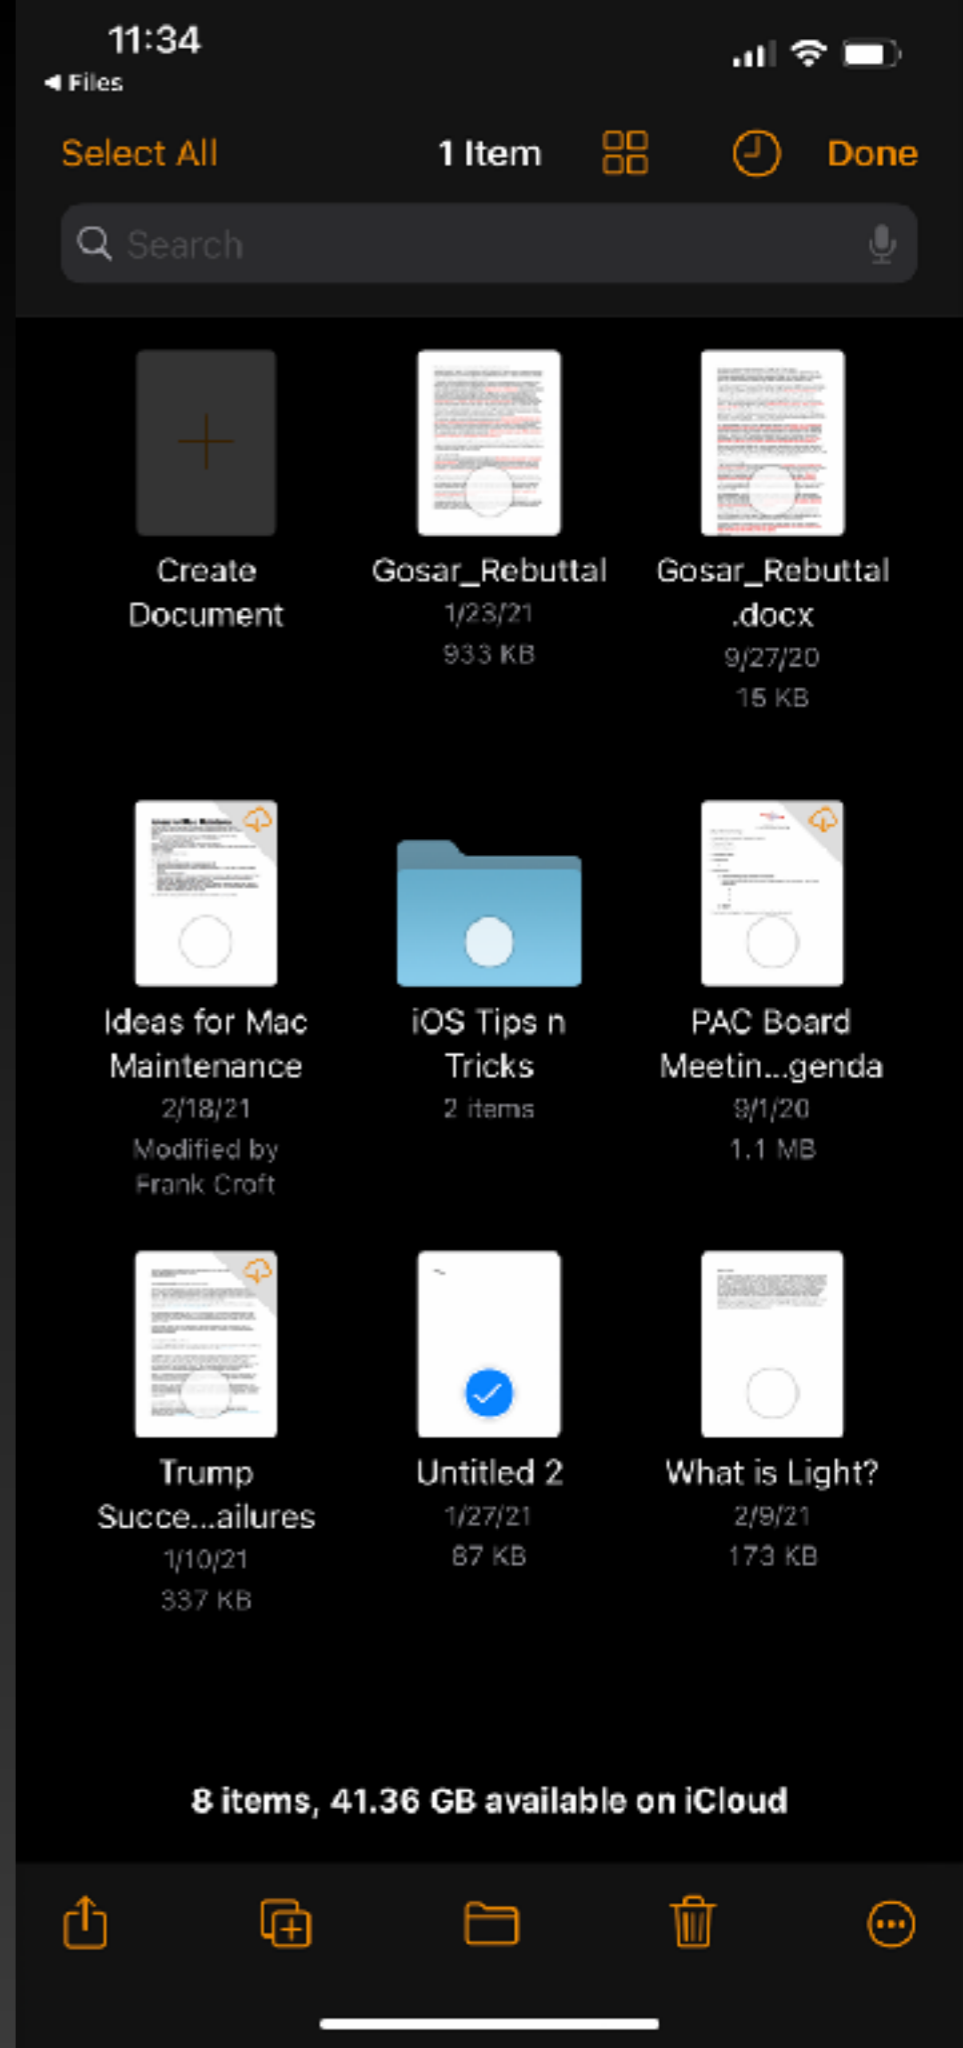 11:34
◀ Files
Select All 1 Item Done
Search
Create Document
Gosar_Rebuttal
1/23/21
933 KB
Gosar_Rebuttal
.docx
9/27/20
15 KB
Ideas for Mac
Maintenance
2/18/21
Modified by
Frank Croft
iOS Tips n
Tricks
2 items
PAC Board
Meetin...genda
9/1/20
1.1 MB
Trump
Succe...ailures
1/10/21
337 KB
Untitled 2
1/27/21
87 KB
What is Light?
2/9/21
173 KB
8 items, 41.36 GB available on iCloud